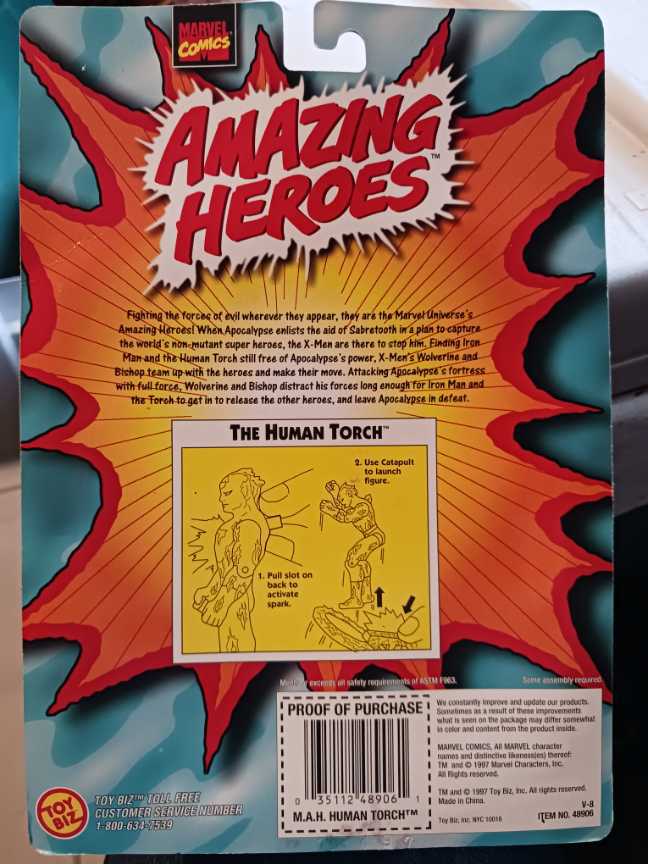 MARVEL
COMICS
AMAZING
HEROES™
Fighting the forces of evil wherever they appear, they are the Marvel Universe's
Amazing Heroes! When Apocalypse enlists the aid of Sabretooth in a plan to capture
the world's non-mutant super heroes, the X-Men are there to stop him. Finding Iron
Man and the Human Torch still free of Apocalypse's power, X-Men's Wolverine and
Bishop team up with the heroes and make their move. Attacking Apocalypse's fortress
with full force, Wolverine and Bishop distract his forces long enough for Iron Man and
the Torch to get in to release the other heroes, and leave Apocalypse in defeat.
THE HUMAN TORCH™
2. Use Catapult
to launch
figure.
1. Pull slot on
back to
activate
spark.
Meets or exceeds all safety requirements of ASTM F963.
Some assembly required.
PROOF OF PURCHASE
0 35112 48906 1
M.A.H. HUMAN TORCH™
We constantly improve and update our products.
Sometimes as a result of these improvements
what is seen on the package may differ somewhat
in color and content from the product inside.
MARVEL COMICS, All MARVEL character
names and distinctive likeness(es) thereof:
TM and © 1997 Marvel Characters, Inc.
All Rights reserved.
TM and © 1997 Toy Biz, Inc. All rights reserved.
Made in China.
V-8
Toy Biz, Inc. NYC 10016
ITEM NO. 48906
TOY
BIZ
TOY BIZ™ TOLL FREE
CUSTOMER SERVICE NUMBER
1-800-634-7539